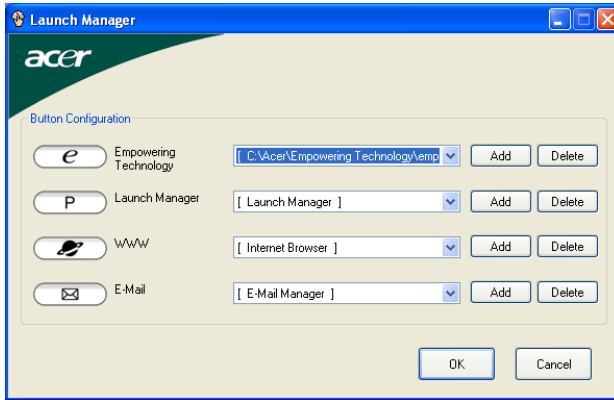 Launch Manager
acer
Button Configuration
e Empowering Technology [ C:\Acer\Empowering Technology\emp Add Delete
P Launch Manager [ Launch Manager ] Add Delete
WWW [ Internet Browser ] Add Delete
E-Mail [ E-Mail Manager ] Add Delete
OK Cancel